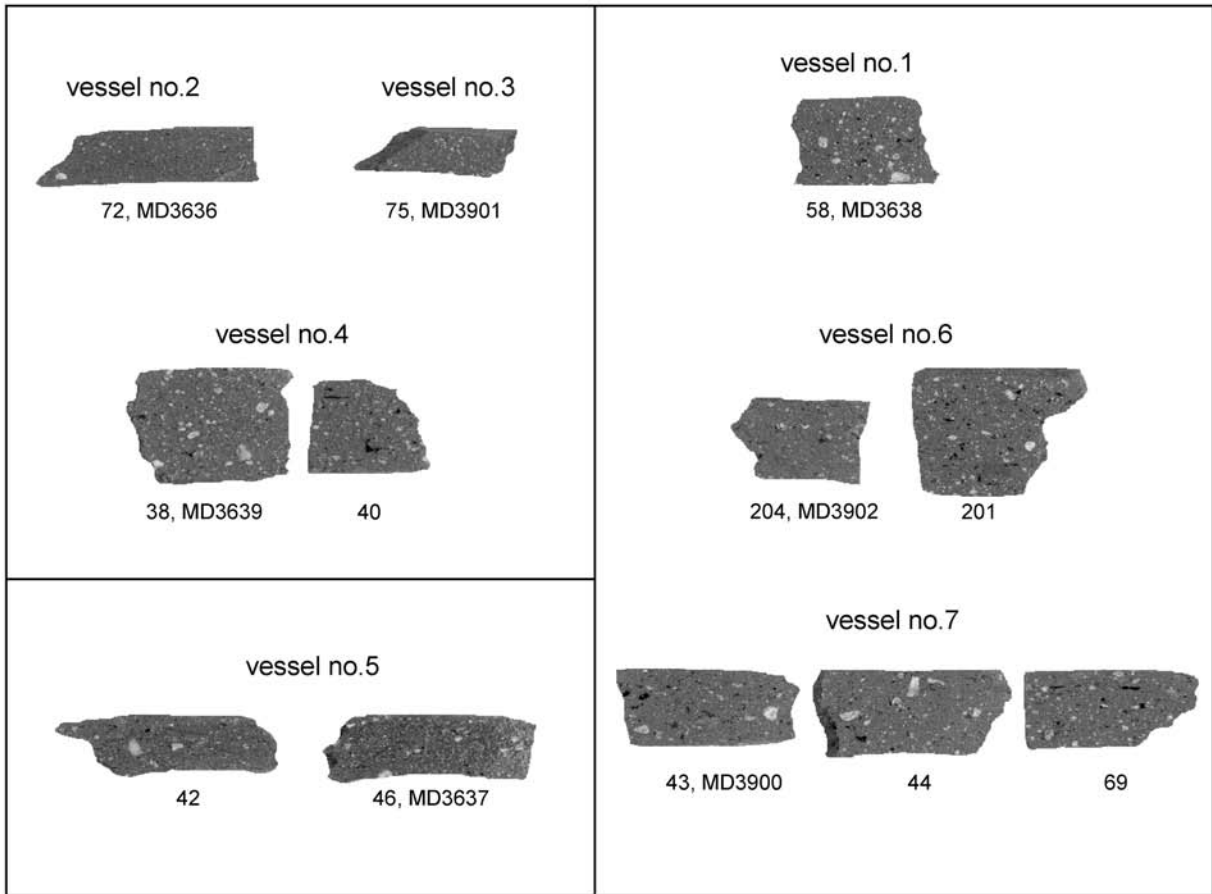 vessel no.2
vessel no.3
72, MD3636
75, MD3901
vessel no.4
38, MD3639
40
vessel no.5
42
46, MD3637
vessel no.1
58, MD3638
vessel no.6
204, MD3902
201
vessel no.7
43, MD3900
44
69